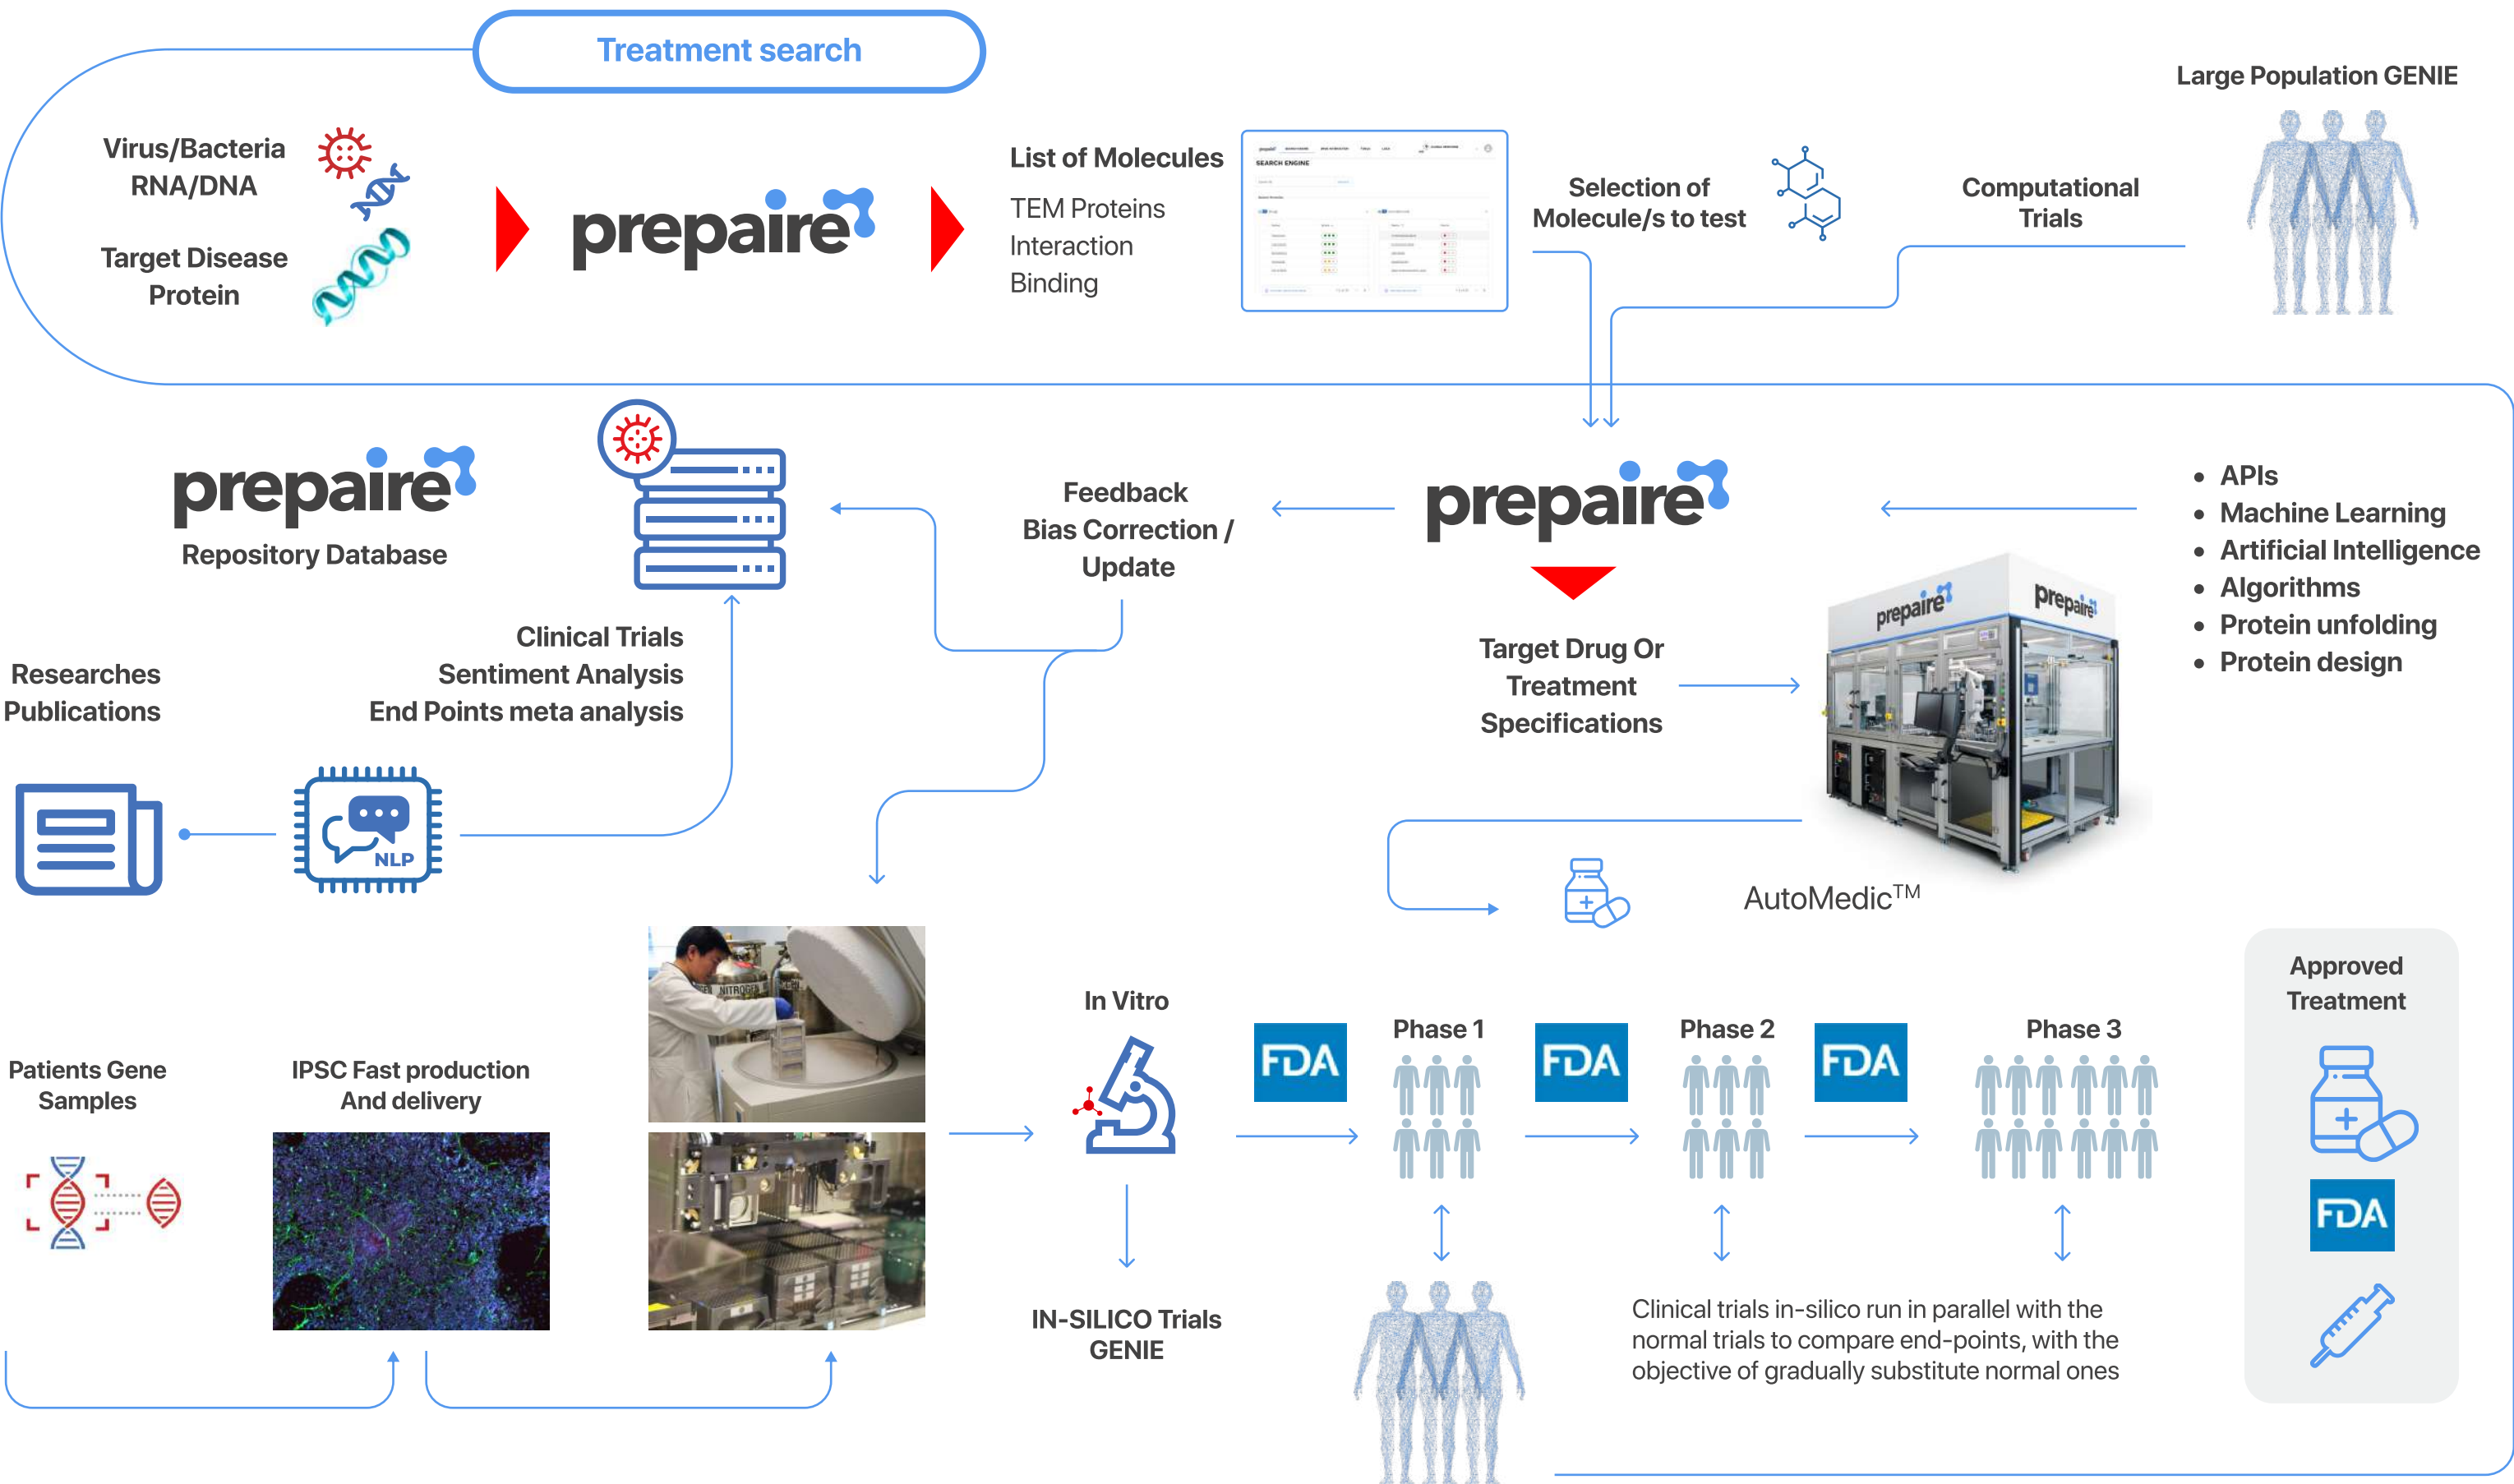 Treatment search
Large Population GENIE
Virus/Bacteria
RNA/DNA
Target Disease
Protein
prepaire
List of Molecules
TEM Proteins
Interaction
Binding
SEARCH ENGINE
Selection of
Molecule/s to test
Computational
Trials
prepaire
Repository Database
Feedback
Bias Correction /
Update
prepaire
• APIs
• Machine Learning
• Artificial Intelligence
• Algorithms
• Protein unfolding
• Protein design
prepaire
prepaire
Target Drug Or
Treatment
Specifications
Clinical Trials
Sentiment Analysis
End Points meta analysis
Researches
Publications
NLP
AutoMedic™
Patients Gene
Samples
IPSC Fast production
And delivery
NITROGEN
In Vitro
FDA
Phase 1
FDA
Phase 2
FDA
Phase 3
Approved
Treatment
FDA
IN-SILICO Trials
GENIE
Clinical trials in-silico run in parallel with the
normal trials to compare end-points, with the
objective of gradually substitute normal ones